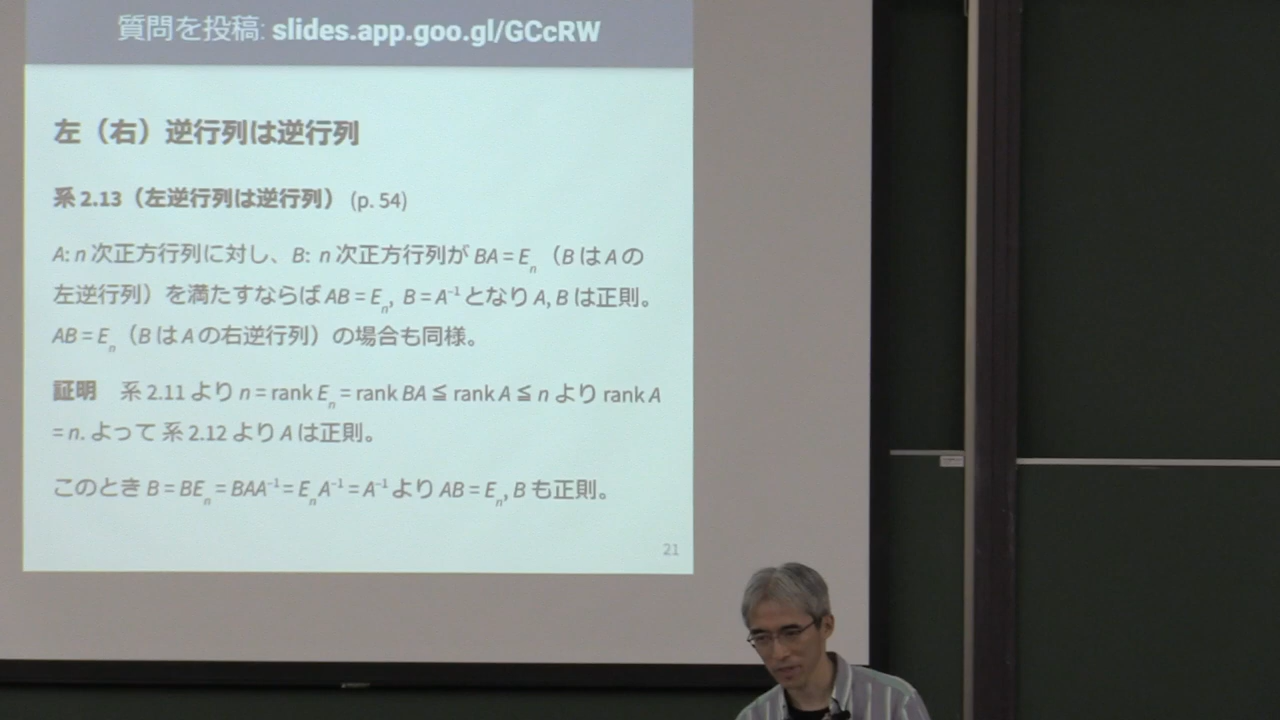 質問を投稿: slides.app.goo.gl/GCcRW
左（右）逆行列は逆行列
系 2.13（左逆行列は逆行列） (p. 54)
A: n 次正方行列に対し、B: n 次正方行列が BA = Eₙ （B は A の
左逆行列）を満たすならば AB = Eₙ, B = A⁻¹ となり A, B は正則。
AB = Eₙ（B は A の右逆行列）の場合も同様。
証明 系 2.11 より n = rank Eₙ = rank BA ≦ rank A ≦ n より rank A
= n. よって 系 2.12 より A は正則。
このとき B = BEₙ = BAA⁻¹ = EₙA⁻¹ = A⁻¹ より AB = Eₙ, B も正則。
21